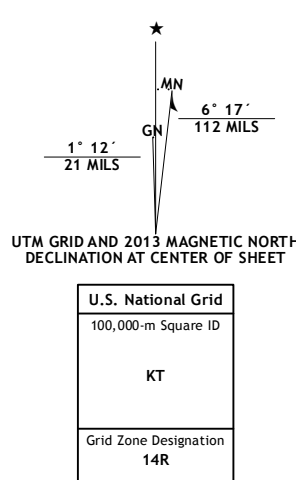 ★
MN
GN
6° 17´
112 MILS
1° 12´
21 MILS
UTM GRID AND 2013 MAGNETIC NORTH
DECLINATION AT CENTER OF SHEET
U.S. National Grid
100,000-m Square ID
KT
Grid Zone Designation
14R